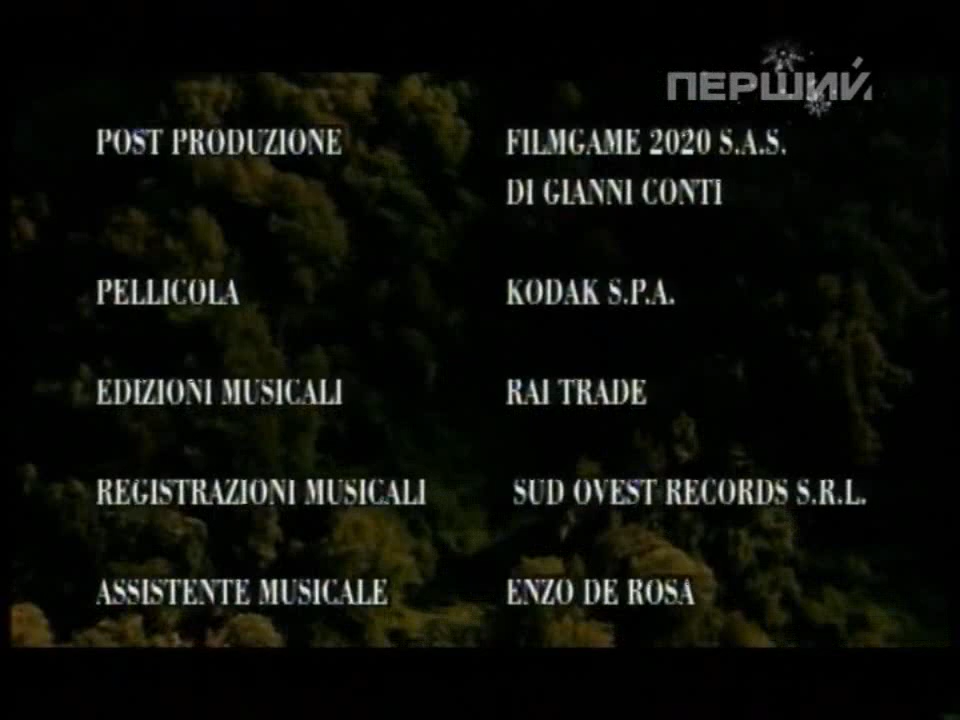 ПЕРШИЙ
POST PRODUZIONE FILMGAME 2020 S.A.S.
DI GIANNI CONTI
PELLICOLA KODAK S.P.A.
EDIZIONI MUSICALI RAI TRADE
REGISTRAZIONI MUSICALI SUD OVEST RECORDS S.R.L.
ASSISTENTE MUSICALE ENZO DE ROSA